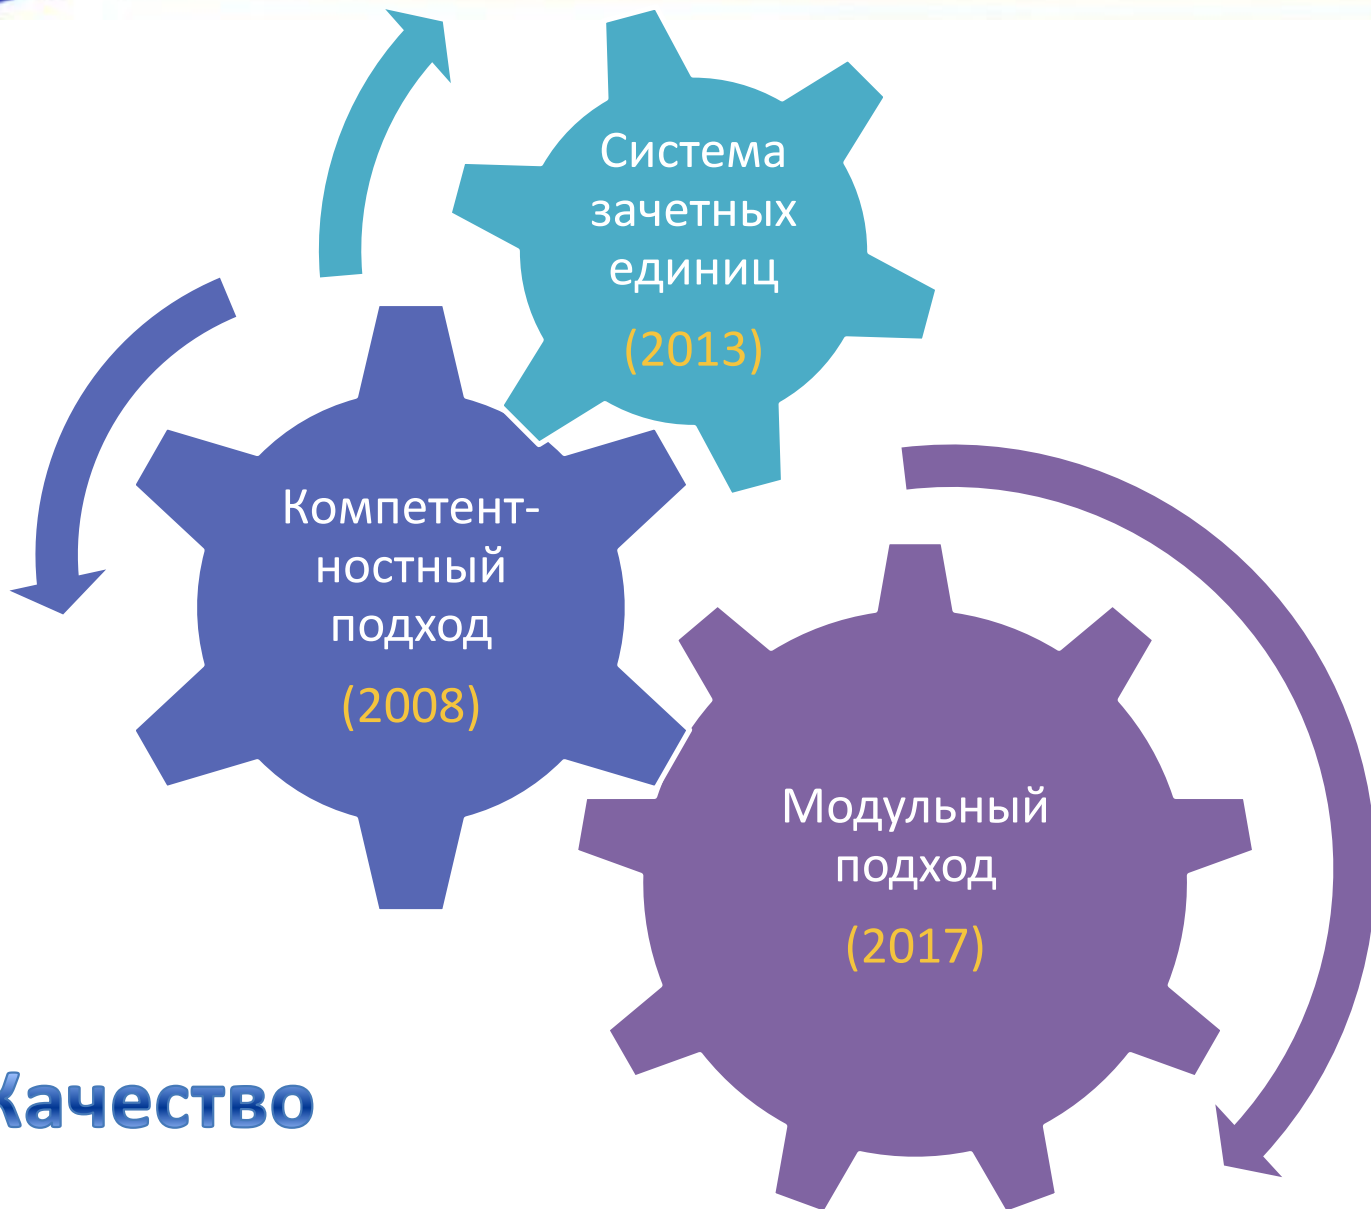 Система
зачетных
единиц
(2013)
Компетент-
ностный
подход
(2008)
Модульный
подход
(2017)
Качество